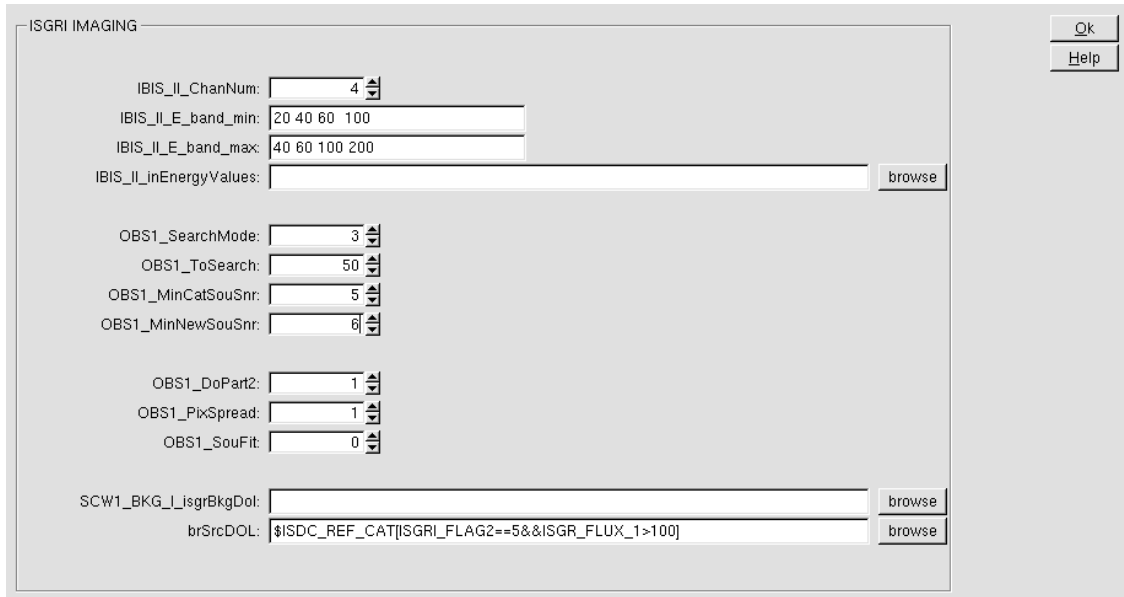 ISGRI IMAGING
Ok
Help
IBIS_II_ChanNum: 4
IBIS_II_E_band_min: 20 40 60  100
IBIS_II_E_band_max: 40 60 100 200
IBIS_II_inEnergyValues: browse
OBS1_SearchMode: 3
OBS1_ToSearch: 50
OBS1_MinCatSouSnr: 5
OBS1_MinNewSouSnr: 6
OBS1_DoPart2: 1
OBS1_PixSpread: 1
OBS1_SouFit: 0
SCW1_BKG_I_isgrBkgDol: browse
brSrcDOL: $ISDC_REF_CAT[ISGRI_FLAG2==5&&ISGR_FLUX_1>100] browse